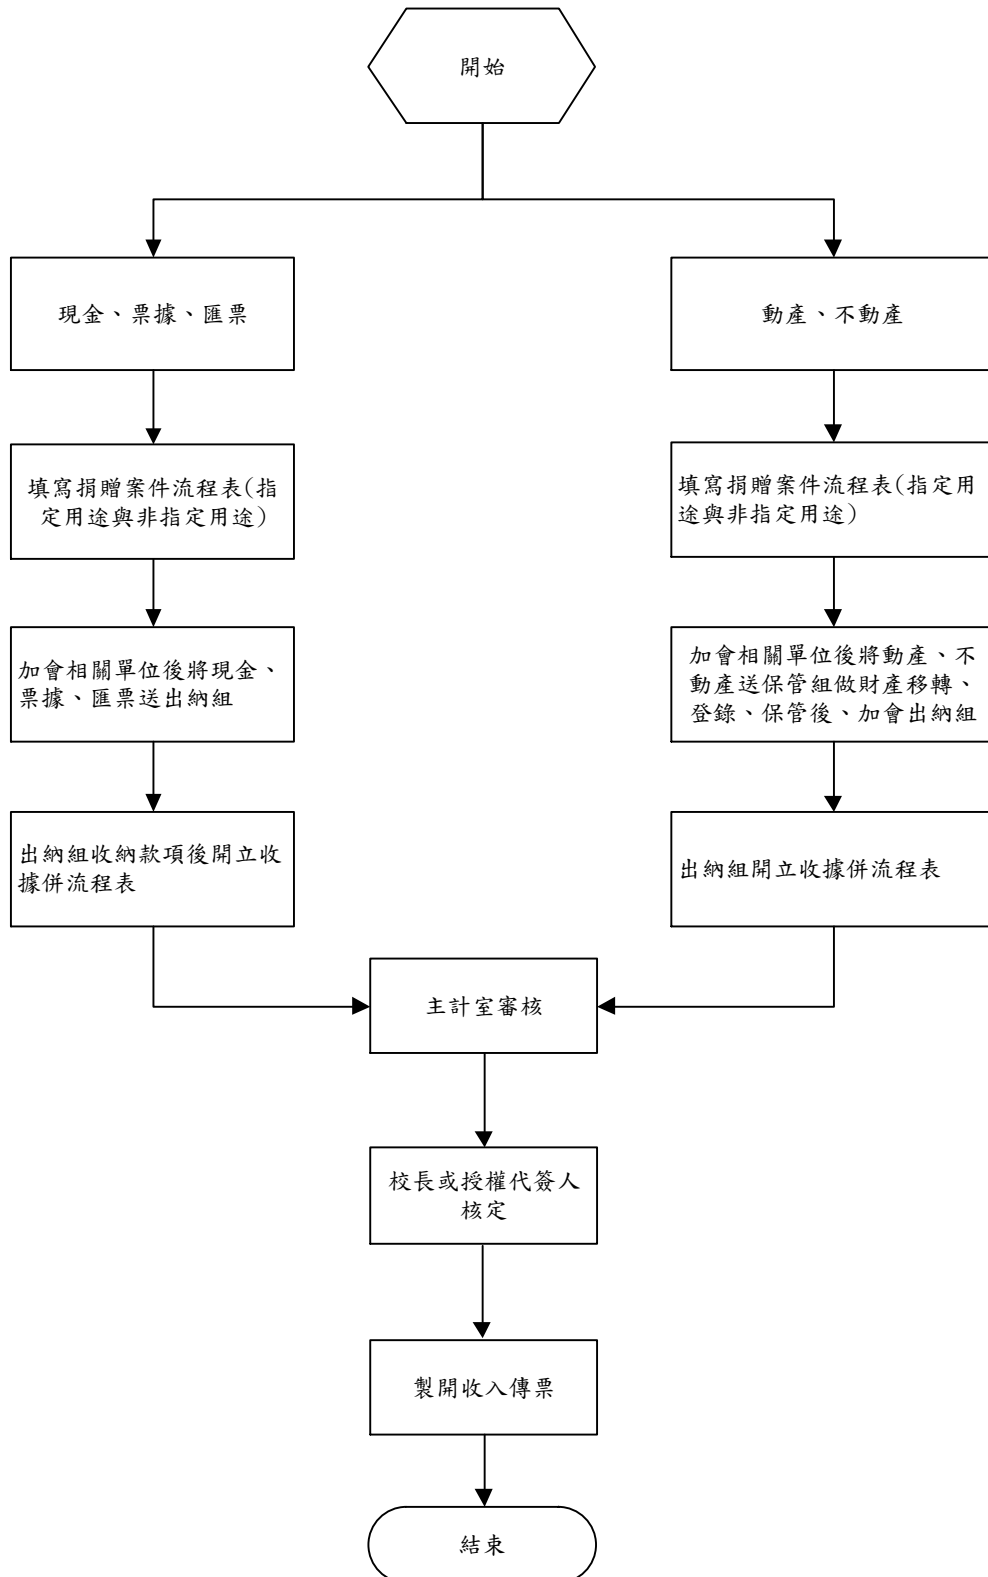 開始
現金、票據、匯票
動產、不動產
填寫捐贈案件流程表(指
定用途與非指定用途)
填寫捐贈案件流程表(指定用
途與非指定用途)
加會相關單位後將現金、
票據、匯票送出納組
加會相關單位後將動產、不
動產送保管組做財產移轉、
登錄、保管後、加會出納組
出納組收納款項後開立收
據併流程表
出納組開立收據併流程表
主計室審核
校長或授權代簽人
核定
製開收入傳票
結束